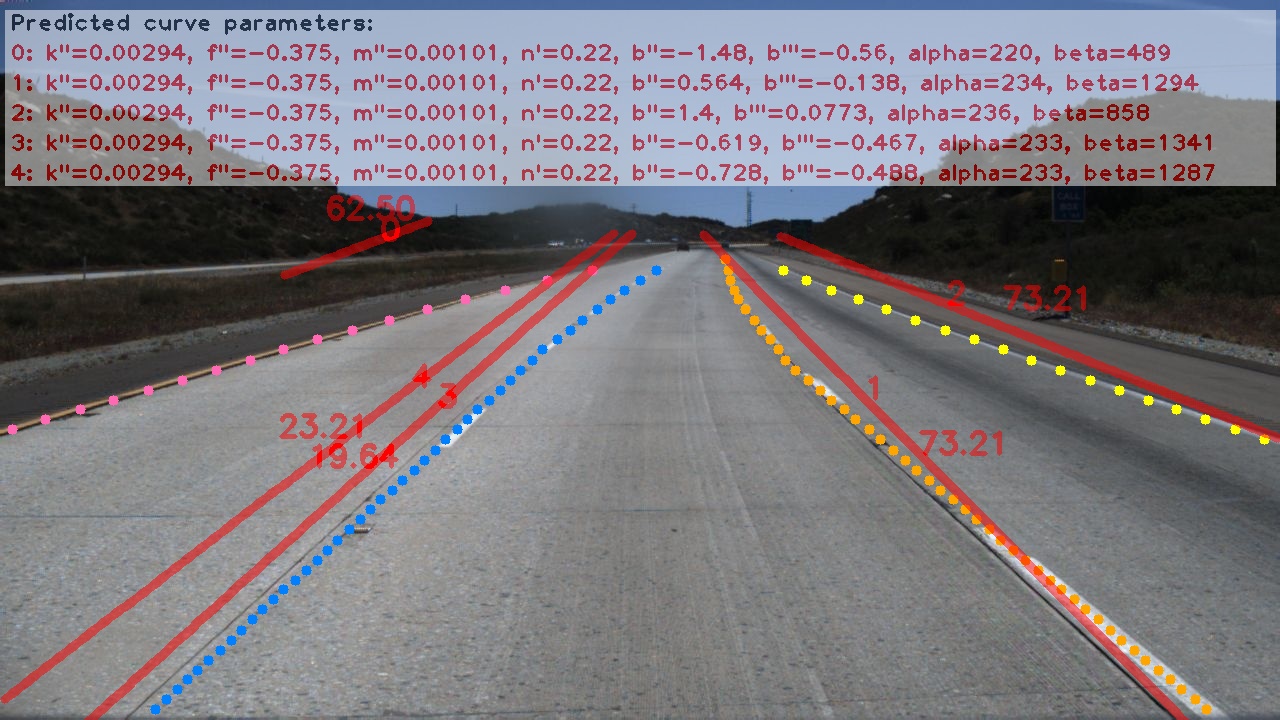 Predicted curve parameters:
0: k''=0.00294, f''=−0.375, m''=0.00101, n'=0.22, b''=−1.48, b'''=−0.56, alpha=220, beta=489
1: k''=0.00294, f''=−0.375, m''=0.00101, n'=0.22, b''=0.564, b'''=−0.138, alpha=234, beta=1294
2: k''=0.00294, f''=−0.375, m''=0.00101, n'=0.22, b''=1.4, b'''=0.0773, alpha=236, beta=858
3: k''=0.00294, f''=−0.375, m''=0.00101, n'=0.22, b''=−0.619, b'''=−0.467, alpha=233, beta=1341
4: k''=0.00294, f''=−0.375, m''=0.00101, n'=0.22, b''=−0.728, b'''=−0.488, alpha=233, beta=1287
CALL
BOX
62.50
0
2 73.21
4
3
1
23.21
73.21
19.64